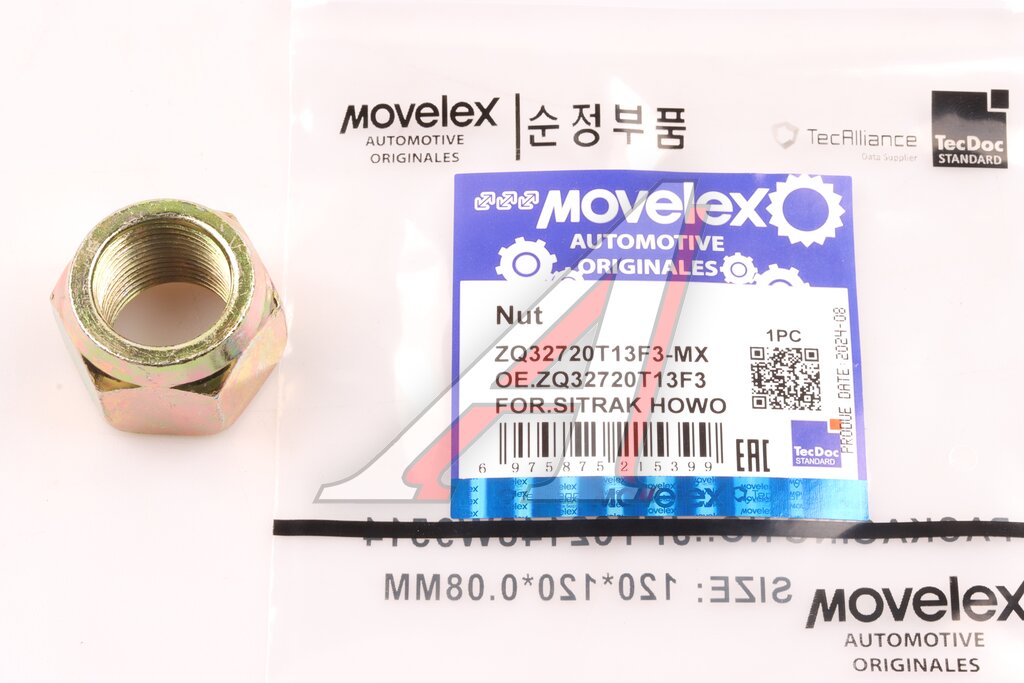 MOVELEX
AUTOMOTIVE
ORIGINALES
순정부품
TecAlliance
Data Supplier
TecDoc
STANDARD
MOVELEX
AUTOMOTIVE
ORIGINALES
Nut
ZQ32720T13F3-MX
OE.ZQ32720T13F3
FOR.SITRAK HOWO
1PC
PRODUE DATE:2024-08
6 975875 215399
EAC
TecDoc
STANDARD
MOVELEX
SIZE: 120*120*0.08MM
MOVELEX
AUTOMOTIVE
ORIGINALES